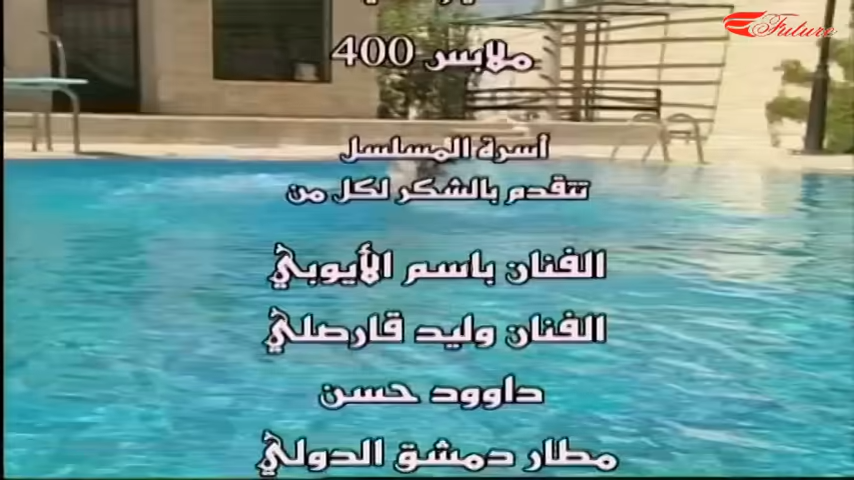 Future
ملابس 400
أسرة المسلسل
تتقدم بالشكر لكل من
الفنان باسم الأيوبي
الفنان وليد قارصلي
داوود حسن
مطار دمشق الدولي